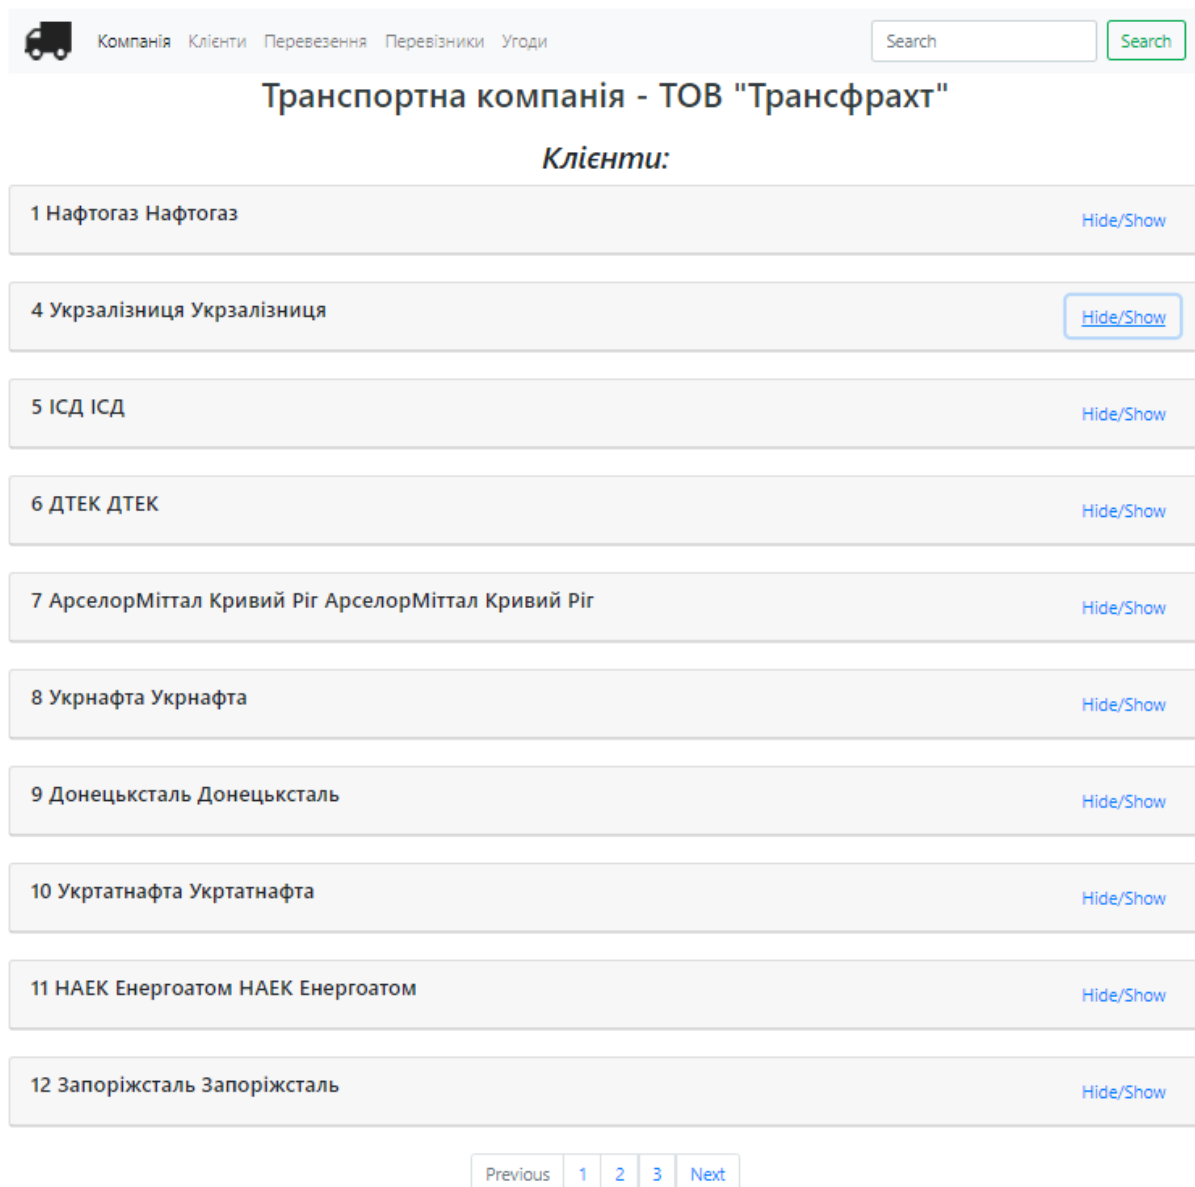 Компанія Клієнти Перевезення Перевізники Угоди Search Search
Транспортна компанія - ТОВ "Трансфрахт"
Клієнти:
1 Нафтогаз Нафтогаз Hide/Show
4 Укрзалізниця Укрзалізниця Hide/Show
5 ІСД ІСД Hide/Show
6 ДТЕК ДТЕК Hide/Show
7 АрселорМіттал Кривий Ріг АрселорМіттал Кривий Ріг Hide/Show
8 Укрнафта Укрнафта Hide/Show
9 Донецьксталь Донецьксталь Hide/Show
10 Укртатнафта Укртатнафта Hide/Show
11 НАЕК Енергоатом НАЕК Енергоатом Hide/Show
12 Запоріжсталь Запоріжсталь Hide/Show
Previous 1 2 3 Next